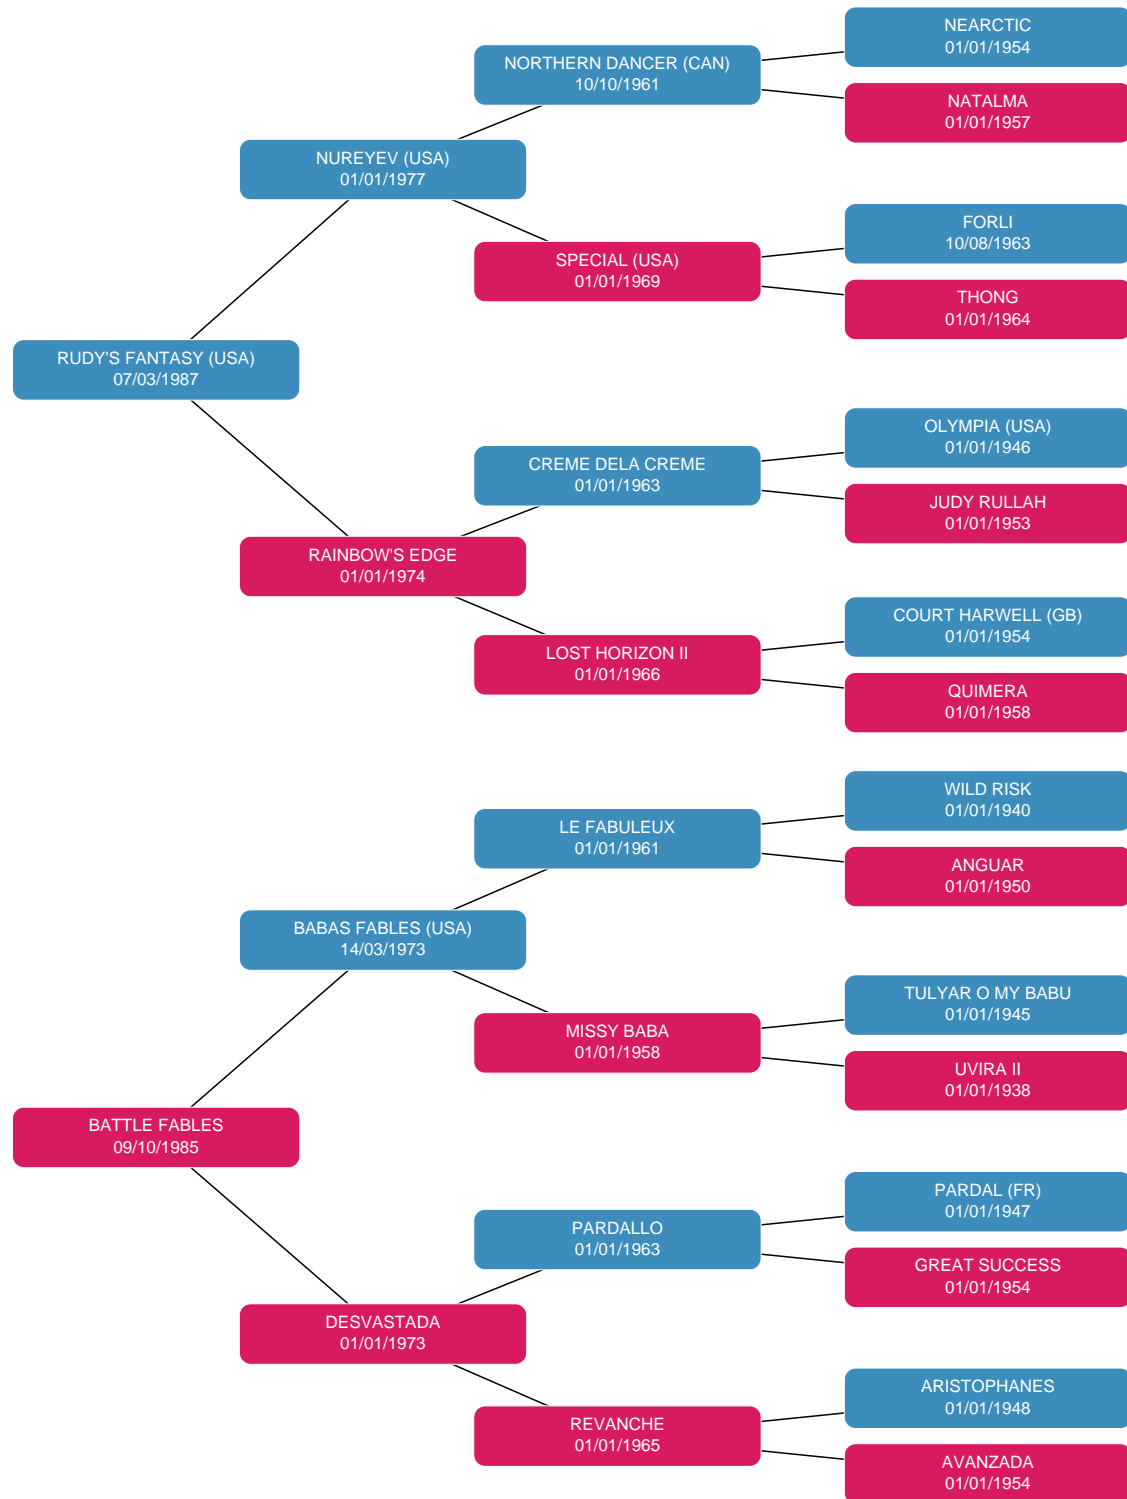 NEARCTIC
01/01/1954
NORTHERN DANCER (CAN)
10/10/1961
NATALMA
01/01/1957
NUREYEV (USA)
01/01/1977
FORLI
10/08/1963
SPECIAL (USA)
01/01/1969
THONG
01/01/1964
RUDY'S FANTASY (USA)
07/03/1987
OLYMPIA (USA)
01/01/1946
CREME DELA CREME
01/01/1963
JUDY RULLAH
01/01/1953
RAINBOW'S EDGE
01/01/1974
COURT HARWELL (GB)
01/01/1954
LOST HORIZON II
01/01/1966
QUIMERA
01/01/1958
WILD RISK
01/01/1940
LE FABULEUX
01/01/1961
ANGUAR
01/01/1950
BABAS FABLES (USA)
14/03/1973
TULYAR O MY BABU
01/01/1945
MISSY BABA
01/01/1958
UVIRA II
01/01/1938
BATTLE FABLES
09/10/1985
PARDAL (FR)
01/01/1947
PARDALLO
01/01/1963
GREAT SUCCESS
01/01/1954
DESVASTADA
01/01/1973
ARISTOPHANES
01/01/1948
REVANCHE
01/01/1965
AVANZADA
01/01/1954